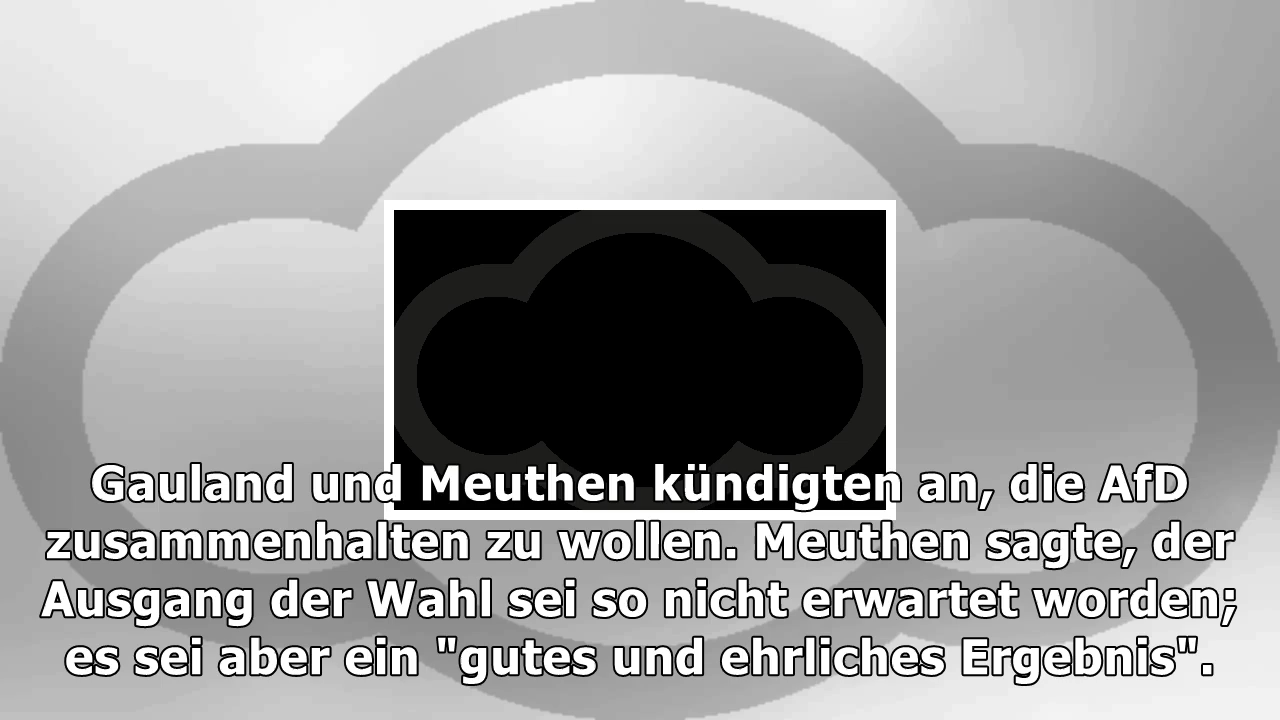 Gauland und Meuthen kündigten an, die AfD
zusammenhalten zu wollen. Meuthen sagte, der
Ausgang der Wahl sei so nicht erwartet worden;
es sei aber ein "gutes und ehrliches Ergebnis".